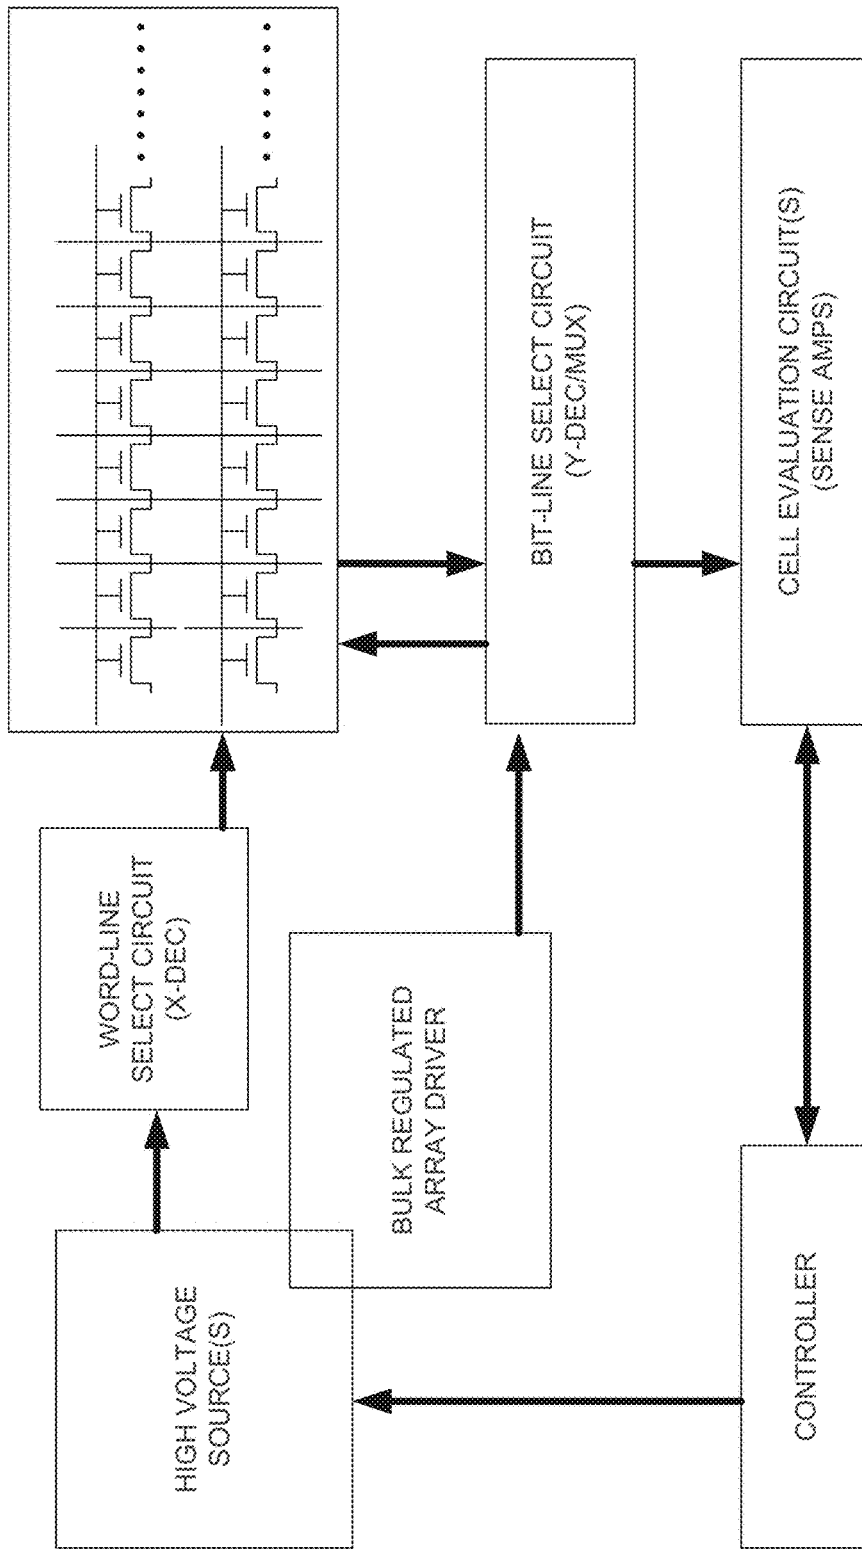 HIGH VOLTAGE
SOURCE(S)
WORD-LINE
SELECT CIRCUIT
(X-DEC)
BULK REGULATED
ARRAY DRIVER
BIT-LINE SELECT CIRCUIT
(Y-DEC/MUX)
CONTROLLER
CELL EVALUATION CIRCUIT(S)
(SENSE AMPS)